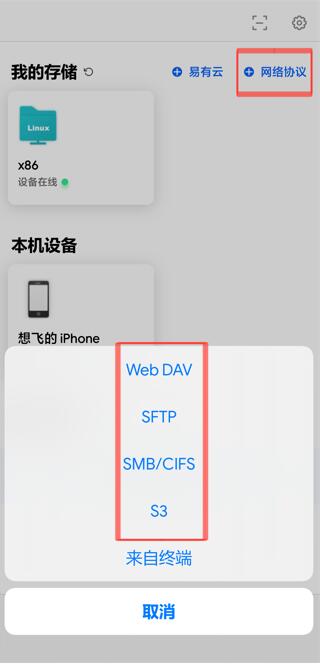 我的存储
易有云
网络协议
Linux
x86
设备在线
本机设备
想飞的 iPhone
Web DAV
SFTP
SMB/CIFS
S3
来自终端
取消